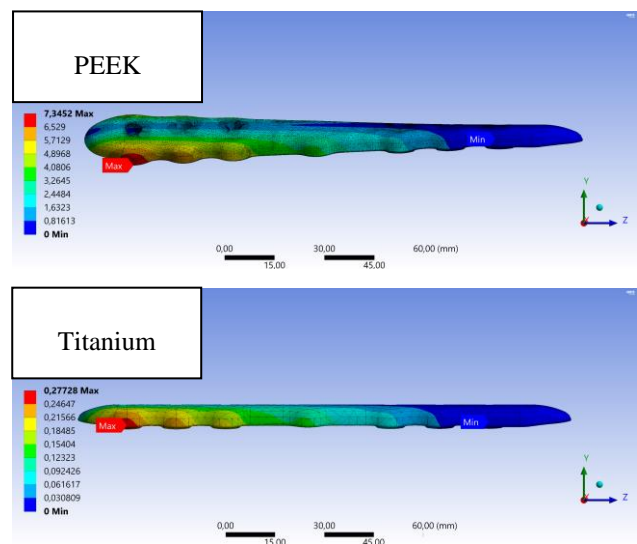 PEEK
7,3452 Max
6,529
5,7129
4,8968
4,0806
3,2645
2,4484
1,6323
0,81613
0 Min
Max
Min
Y
Z
0,00
30,00
60,00 (mm)
15,00
45,00
Titanium
0,27728 Max
0,24647
0,21566
0,18485
0,15404
0,12323
0,092426
0,061617
0,030809
0 Min
Max
Min
Y
Z
0,00
30,00
60,00 (mm)
15,00
45,00